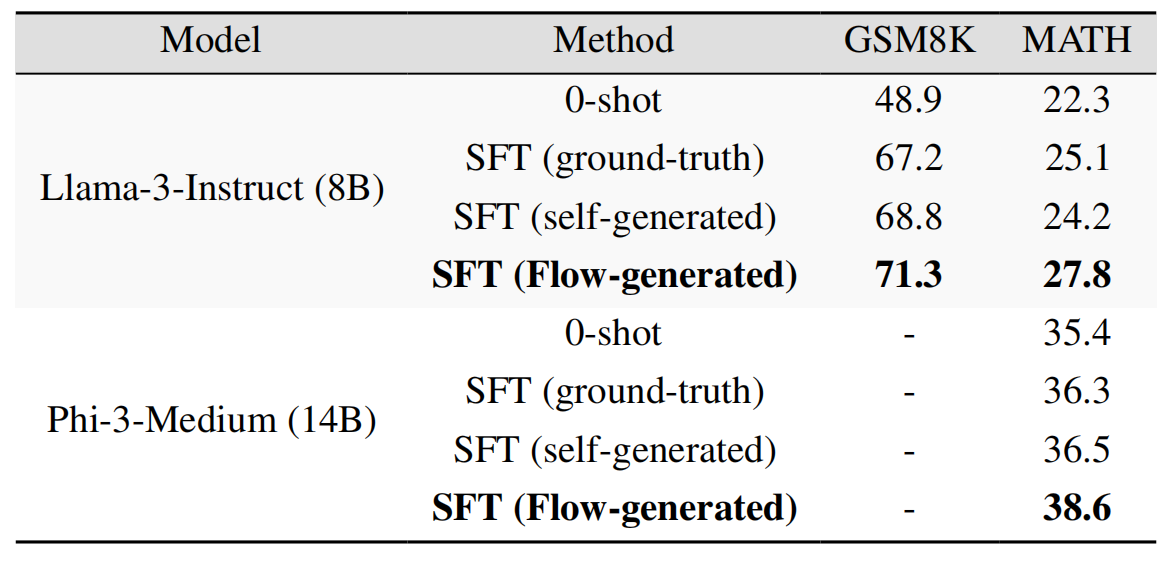 Model Method GSM8K MATH
Llama-3-Instruct (8B)
0-shot 48.9 22.3
SFT (ground-truth) 67.2 25.1
SFT (self-generated) 68.8 24.2
SFT (Flow-generated) 71.3 27.8
Phi-3-Medium (14B)
0-shot - 35.4
SFT (ground-truth) - 36.3
SFT (self-generated) - 36.5
SFT (Flow-generated) - 38.6